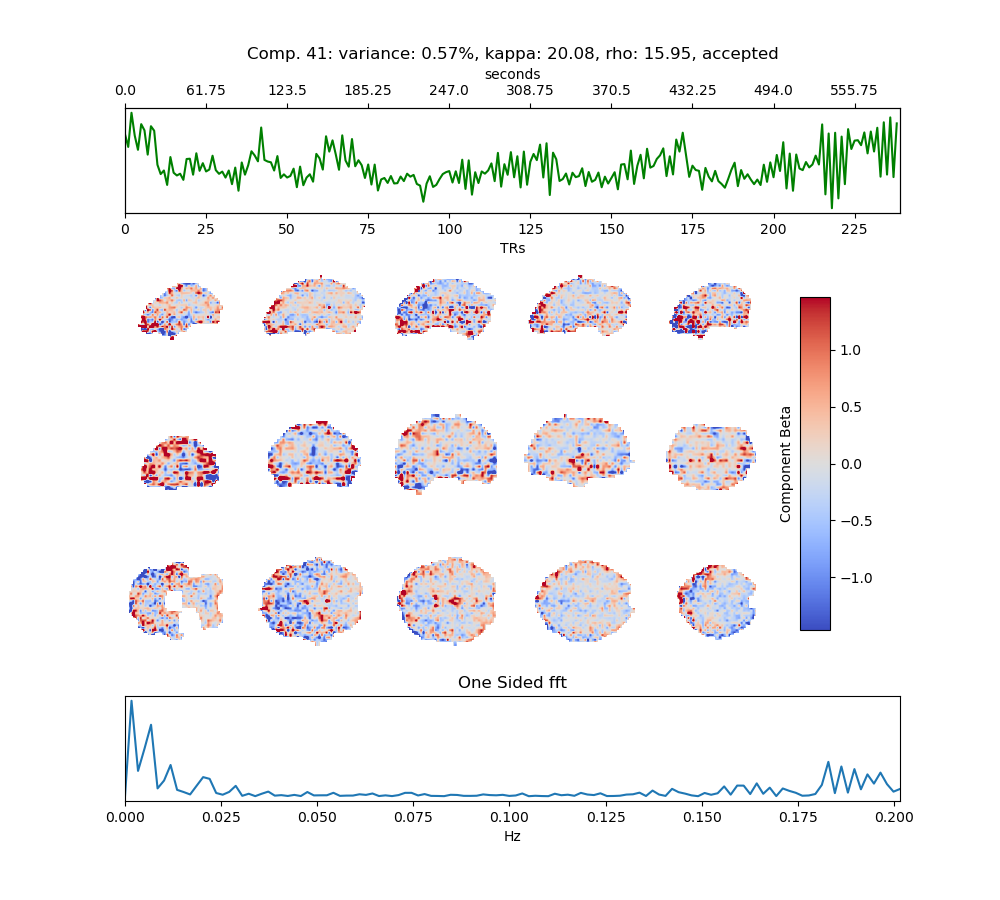 Comp. 41: variance: 0.57%, kappa: 20.08, rho: 15.95, accepted
seconds
0.0 61.75 123.5 185.25 247.0 308.75 370.5 432.25 494.0 555.75
0 25 50 75 100 125 150 175 200 225
TRs
1.0
0.5
0.0
−0.5
−1.0
Component Beta
One Sided fft
0.000 0.025 0.050 0.075 0.100 0.125 0.150 0.175 0.200
Hz